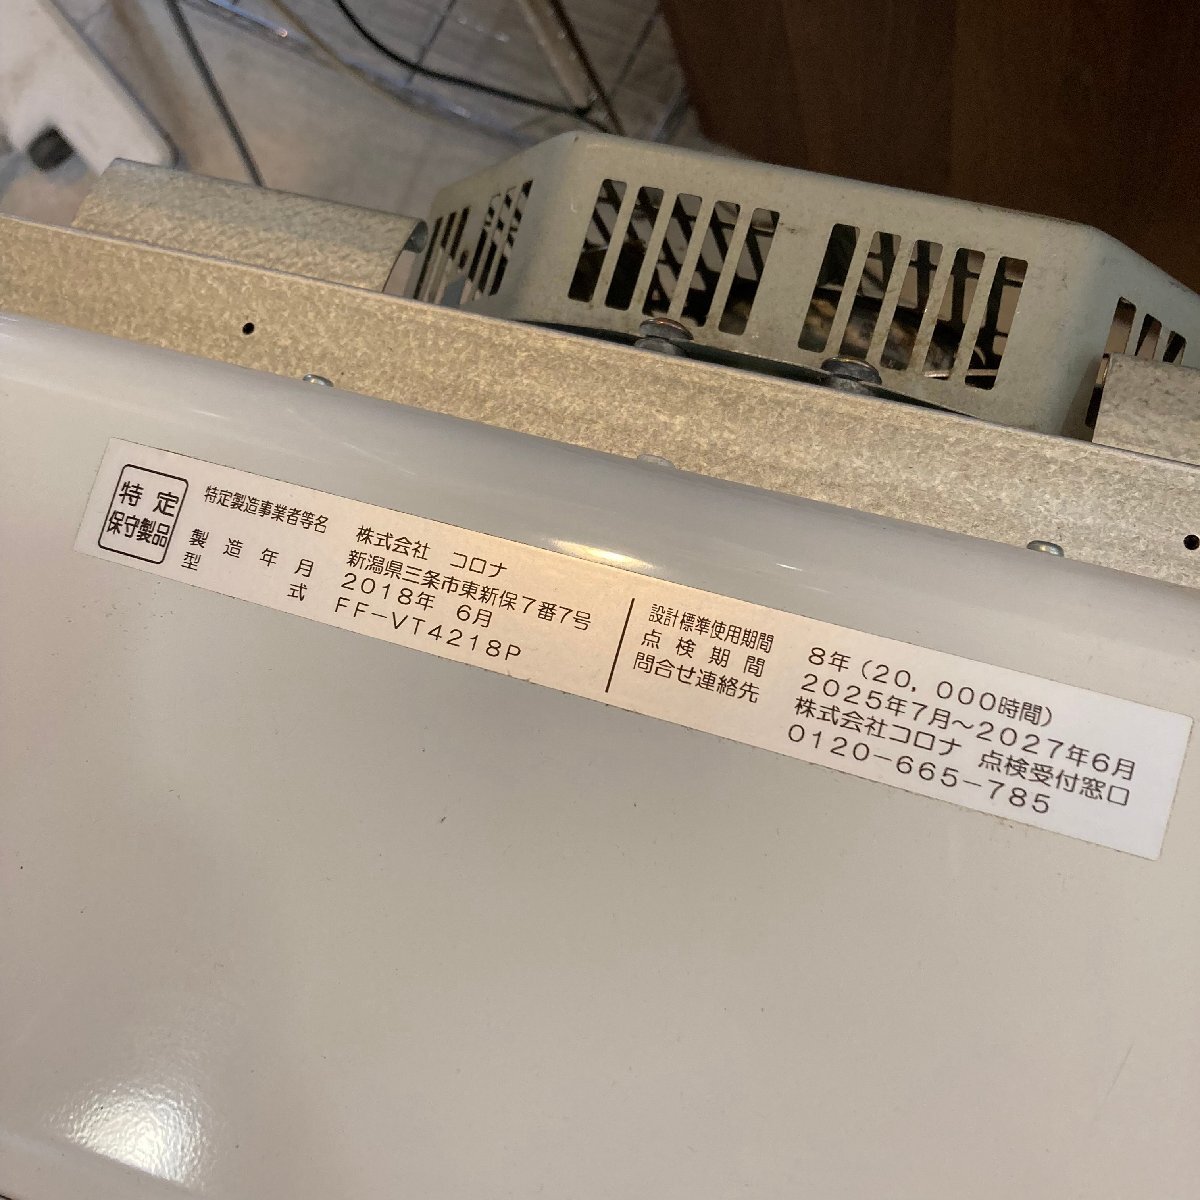 特定
保守製品
特定製造事業者等名 株式会社 コロナ
新潟県三条市東新保7番7号
製造年月 2018年 6月
型式 FF-VT4218P
設計標準使用期間 8年(20,000時間)
点検期間 2025年7月~2027年6月
問合せ連絡先 株式会社コロナ 点検受付窓口
0120-665-785